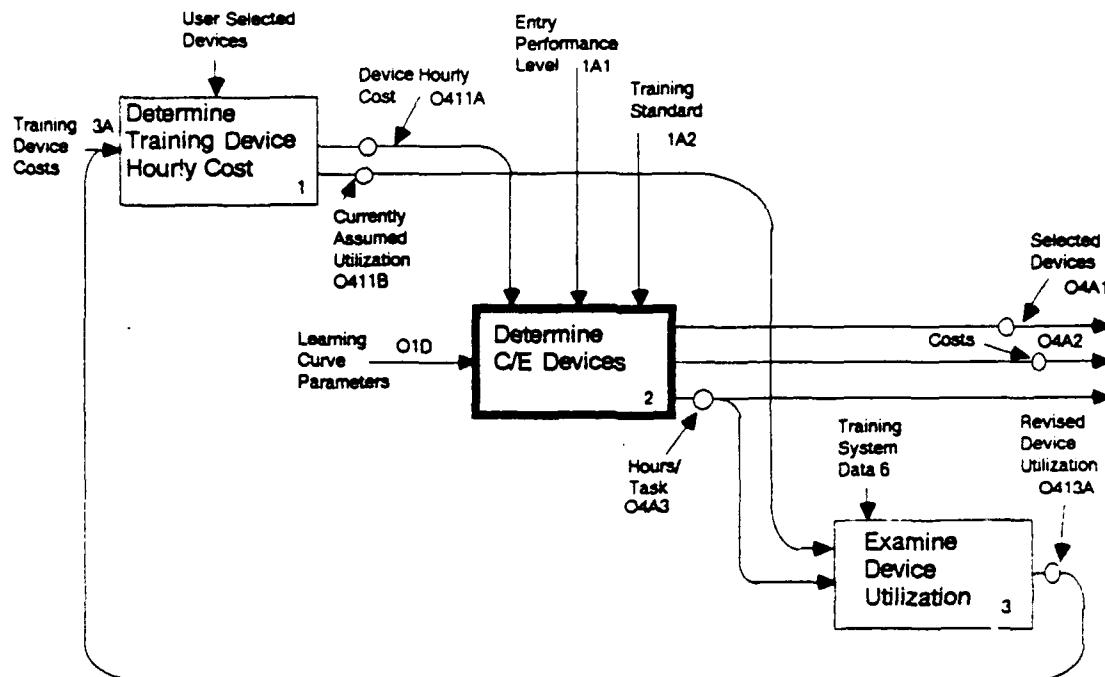 User Selected
Devices
Entry
Performance
Level 1A1
Device Hourly
Cost O411A
Training
Standard
1A2
Training 3A
Device
Costs
Determine
Training Device
Hourly Cost
1
Currently
Assumed
Utilization
O411B
Selected
Devices
O4A1
Learning
Curve
Parameters
O1D
Determine
C/E Devices
2
Costs O4A2
Hours/
Task
O4A3
Training
System
Data 6
Revised
Device
Utilization
O413A
Examine
Device
Utilization
3